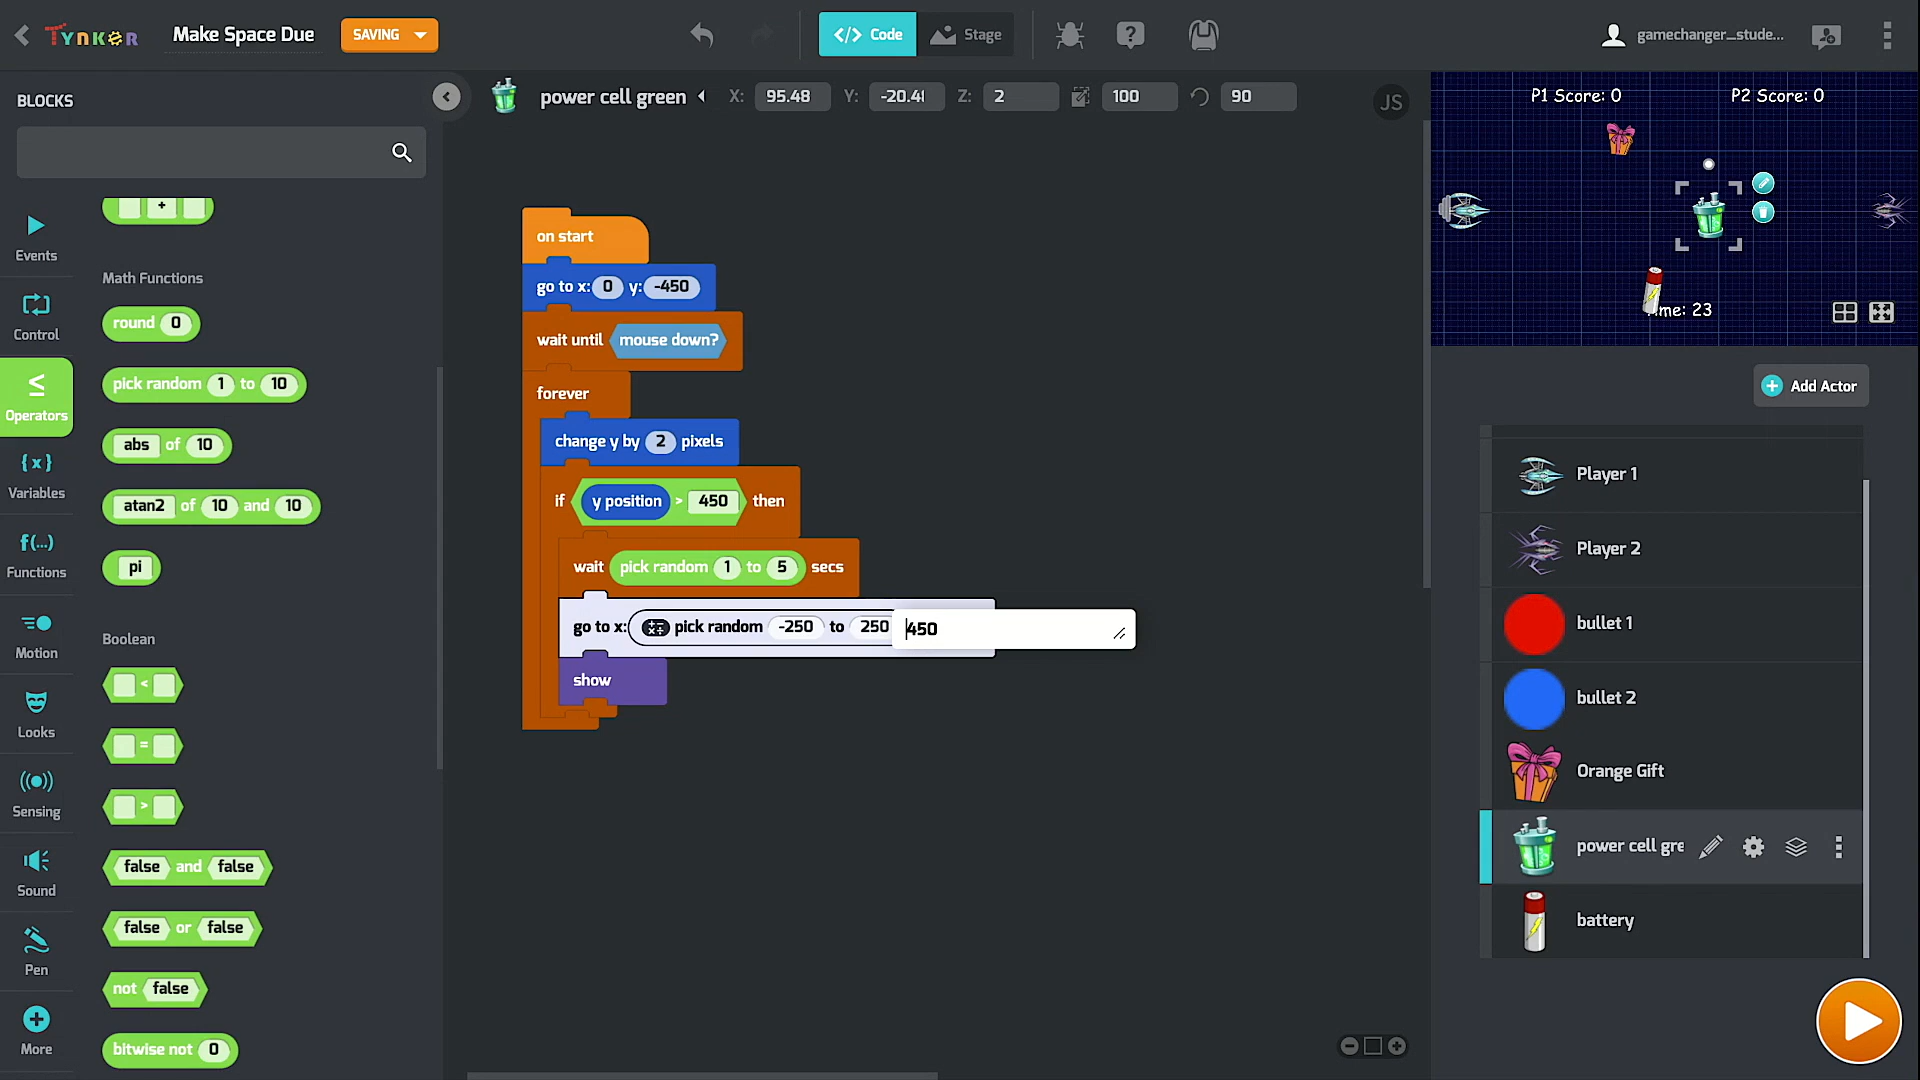 TYNKER
Make Space Due
SAVING
</> Code
Stage
gamechanger_stude...
BLOCKS
power cell green
X: 95.48
Z: 2
100
90
JS
Events
Control
Operators
Variables
Functions
Motion
Looks
Sensing
Sound
Pen
More
+
Math Functions
round 0
pick random 1 to 10
abs of 10
atan2 of 10 and 10
pi
Boolean
<
=
>
false and false
false or false
not false
bitwise not 0
on start
go to x: 0 y: -450
wait until mouse down?
forever
change y by 2 pixels
if y position > 450 then
wait pick random 1 to 5 secs
go to x: pick random -250 to 250 450
show
P1 Score: 0
P2 Score: 0
me: 23
Add Actor
Player 1
Player 2
bullet 1
bullet 2
Orange Gift
power cell gre
battery